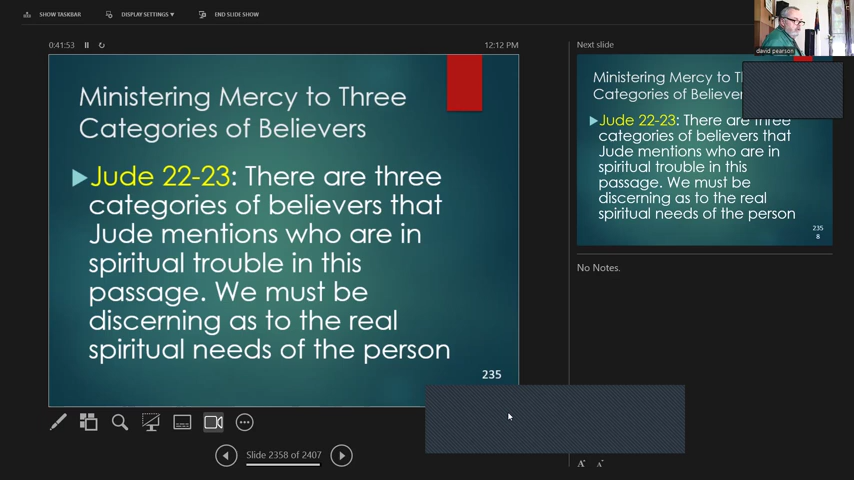 SHOW TASKBAR
DISPLAY SETTINGS ▼
END SLIDE SHOW
0:41:53
12:12 PM
Ministering Mercy to Three
Categories of Believers
Jude 22-23: There are three
categories of believers that
Jude mentions who are in
spiritual trouble in this
passage. We must be
discerning as to the real
spiritual needs of the person
235
Slide 2358 of 2407
david pearson
Next slide
Ministering Mercy to
Categories of Believer
Jude 22-23: There are three
categories of believers that
Jude mentions who are in
spiritual trouble in this
passage. We must be
discerning as to the real
spiritual needs of the person
235
8
No Notes.
A A